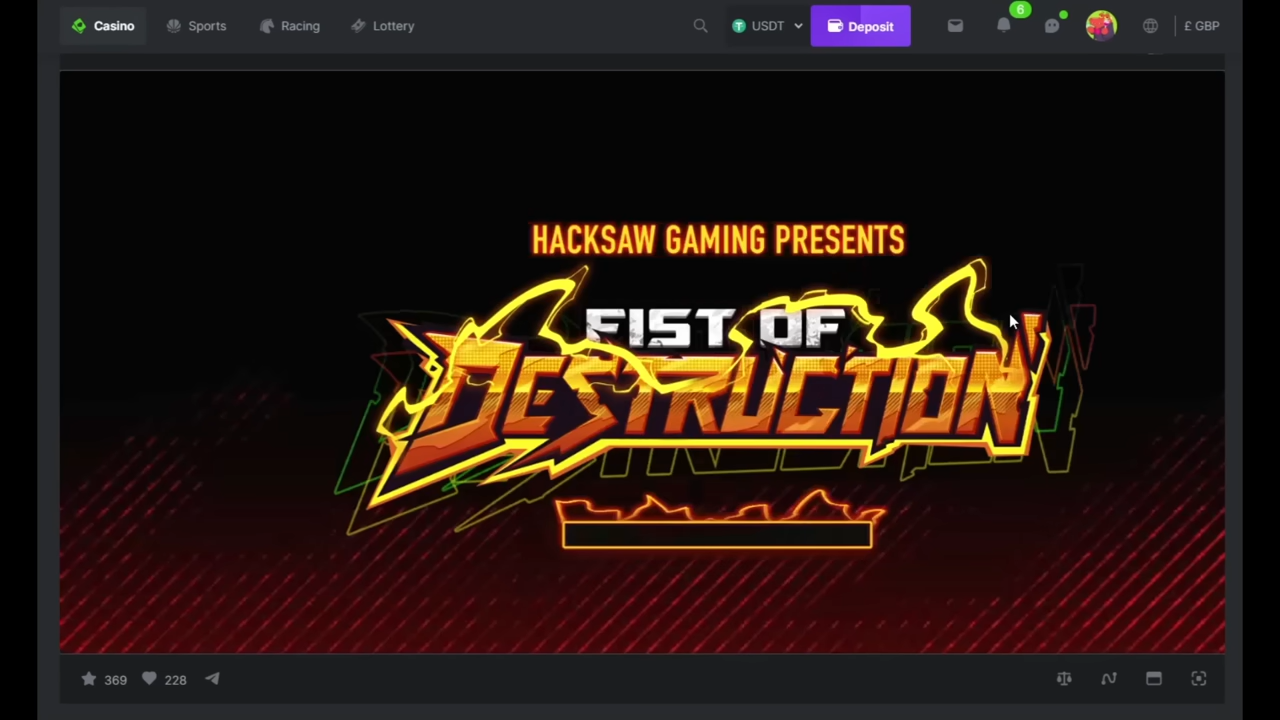 Casino Sports Racing Lottery USDT Deposit 6 £ GBP
HACKSAW GAMING PRESENTS
FIST OF
DESTRUCTION
369 228